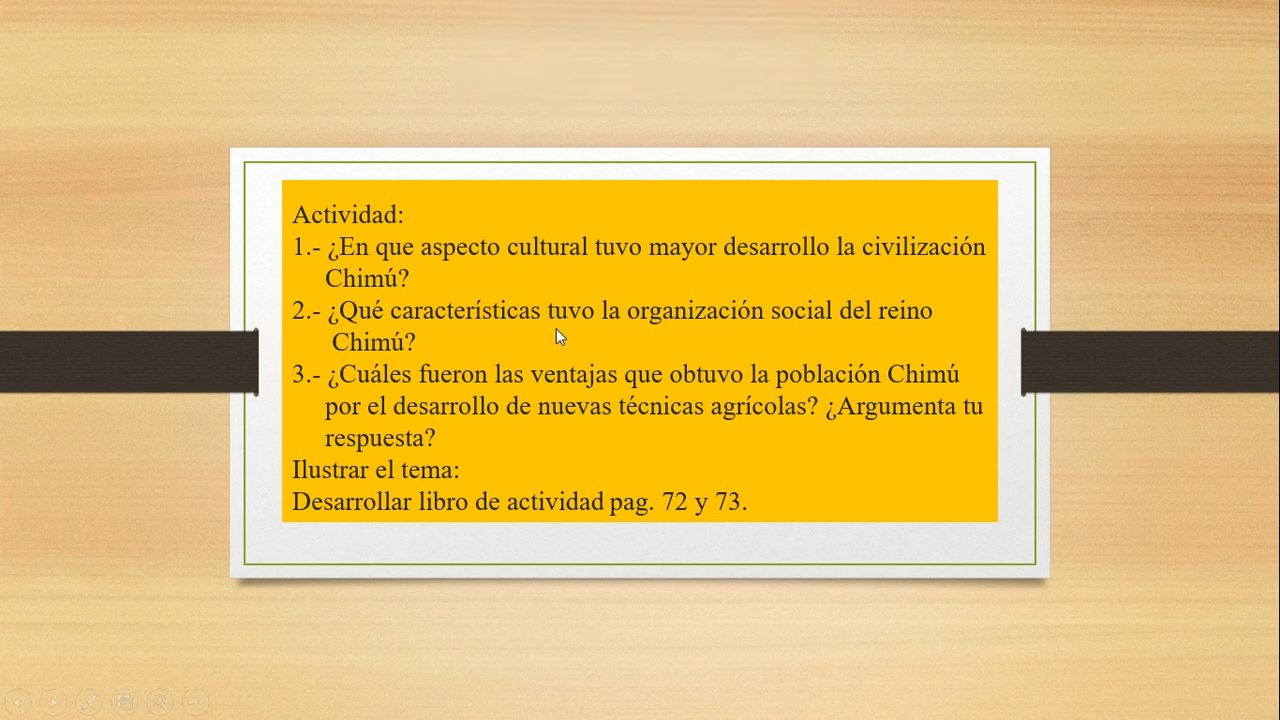 Actividad:
1.- ¿En que aspecto cultural tuvo mayor desarrollo la civilización
Chimú?
2.- ¿Qué características tuvo la organización social del reino
Chimú?
3.- ¿Cuáles fueron las ventajas que obtuvo la población Chimú
por el desarrollo de nuevas técnicas agrícolas? ¿Argumenta tu
respuesta?
Ilustrar el tema:
Desarrollar libro de actividad pag. 72 y 73.